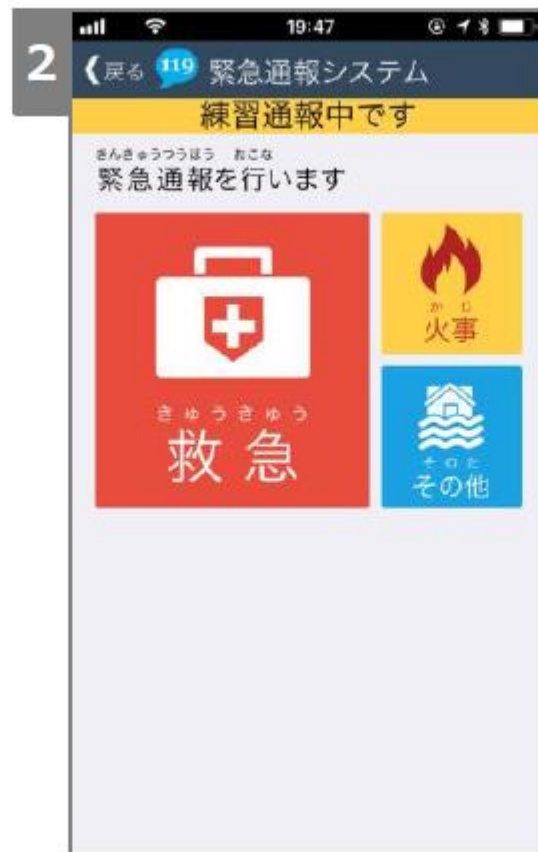 2
19:47
戻る 119 緊急通報システム
練習通報中です
きんきゅうつうほう おこな
緊急通報を行います
きゅうきゅう
救急
かじ
火事
そのた
その他